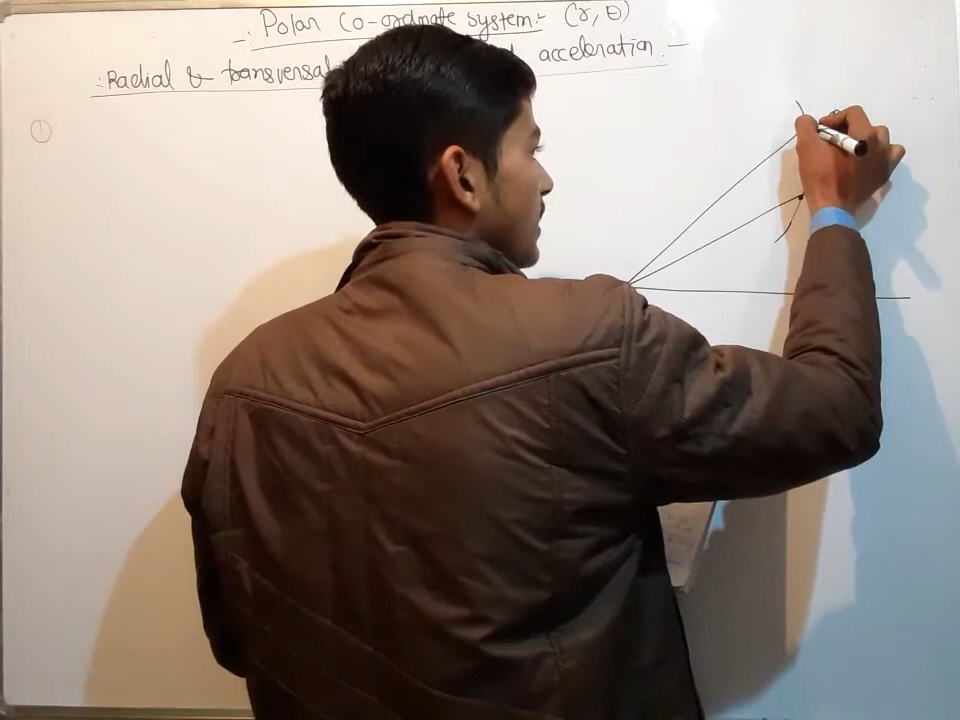 -: Polar Co-ordinate system:- (r, θ)
:Radial & transversal acceleration.-
①